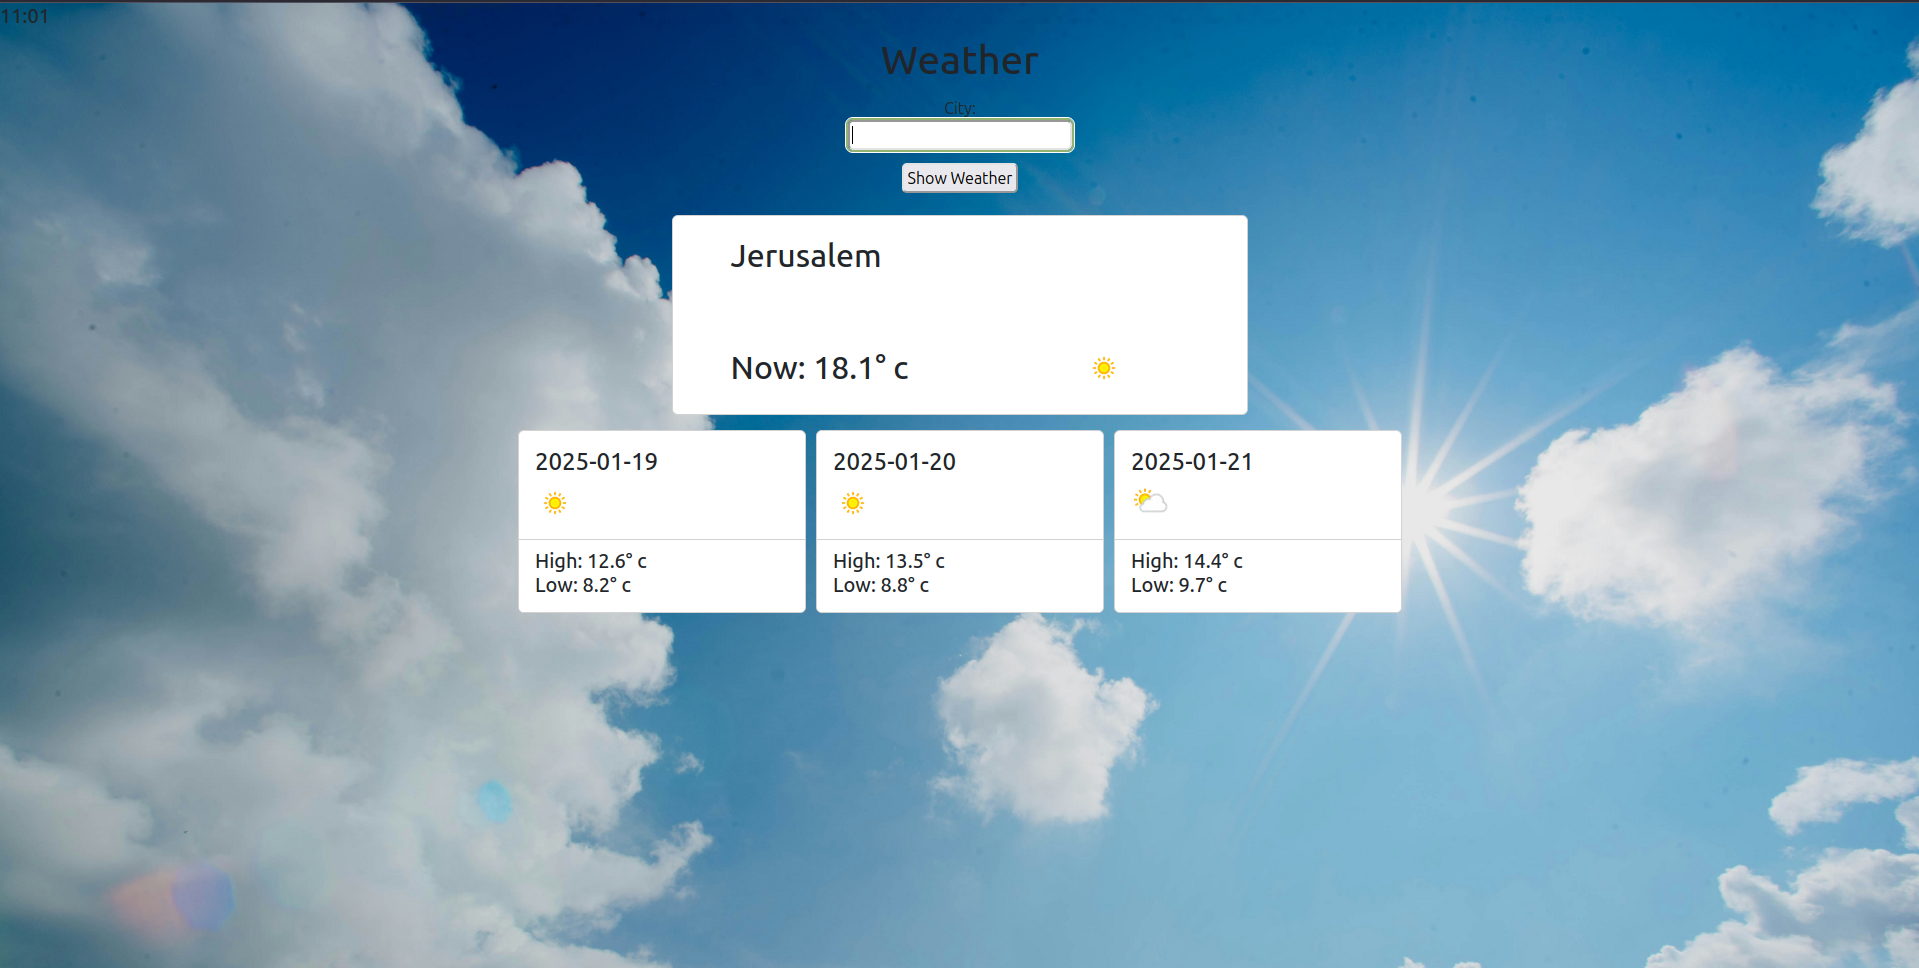 11:01
Weather
City:
Show Weather
Jerusalem
Now: 18.1° c
2025-01-19
High: 12.6° c
Low: 8.2° c
2025-01-20
High: 13.5° c
Low: 8.8° c
2025-01-21
High: 14.4° c
Low: 9.7° c